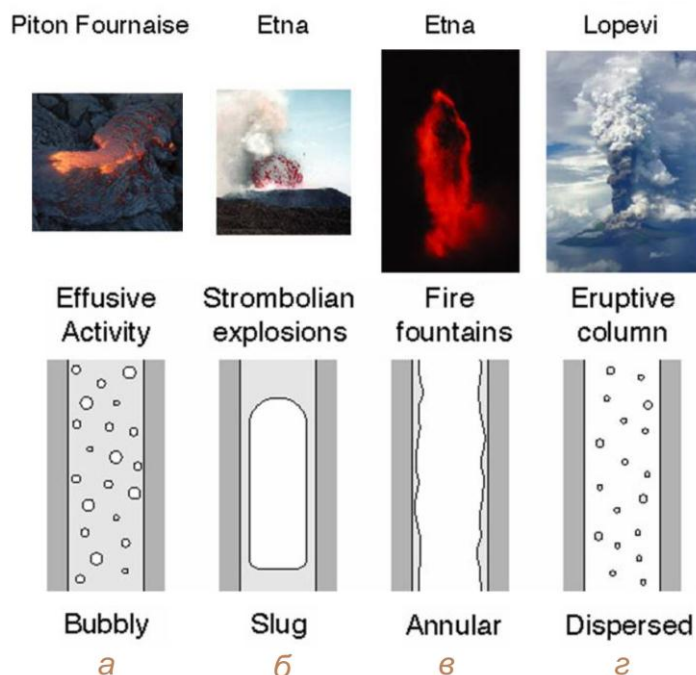 Piton Fournaise Etna Etna Lopevi
Effusive Activity
Strombolian explosions
Fire fountains
Eruptive column
Bubbly Slug Annular Dispersed
а б в г